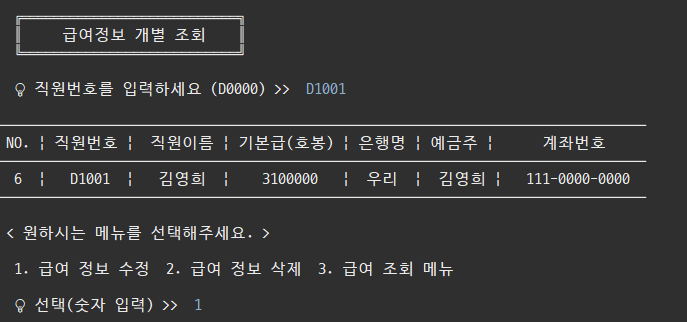 급여정보 개별 조회
직원번호를 입력하세요 (D0000) >> D1001
NO. ¦ 직원번호 ¦ 직원이름 ¦ 기본급(호봉) ¦ 은행명 ¦ 예금주 ¦ 계좌번호
6 ¦ D1001 ¦ 김영희 ¦ 3100000 ¦ 우리 ¦ 김영희 ¦ 111-0000-0000
< 원하시는 메뉴를 선택해주세요. >
1. 급여 정보 수정 2. 급여 정보 삭제 3. 급여 조회 메뉴
선택(숫자 입력) >> 1